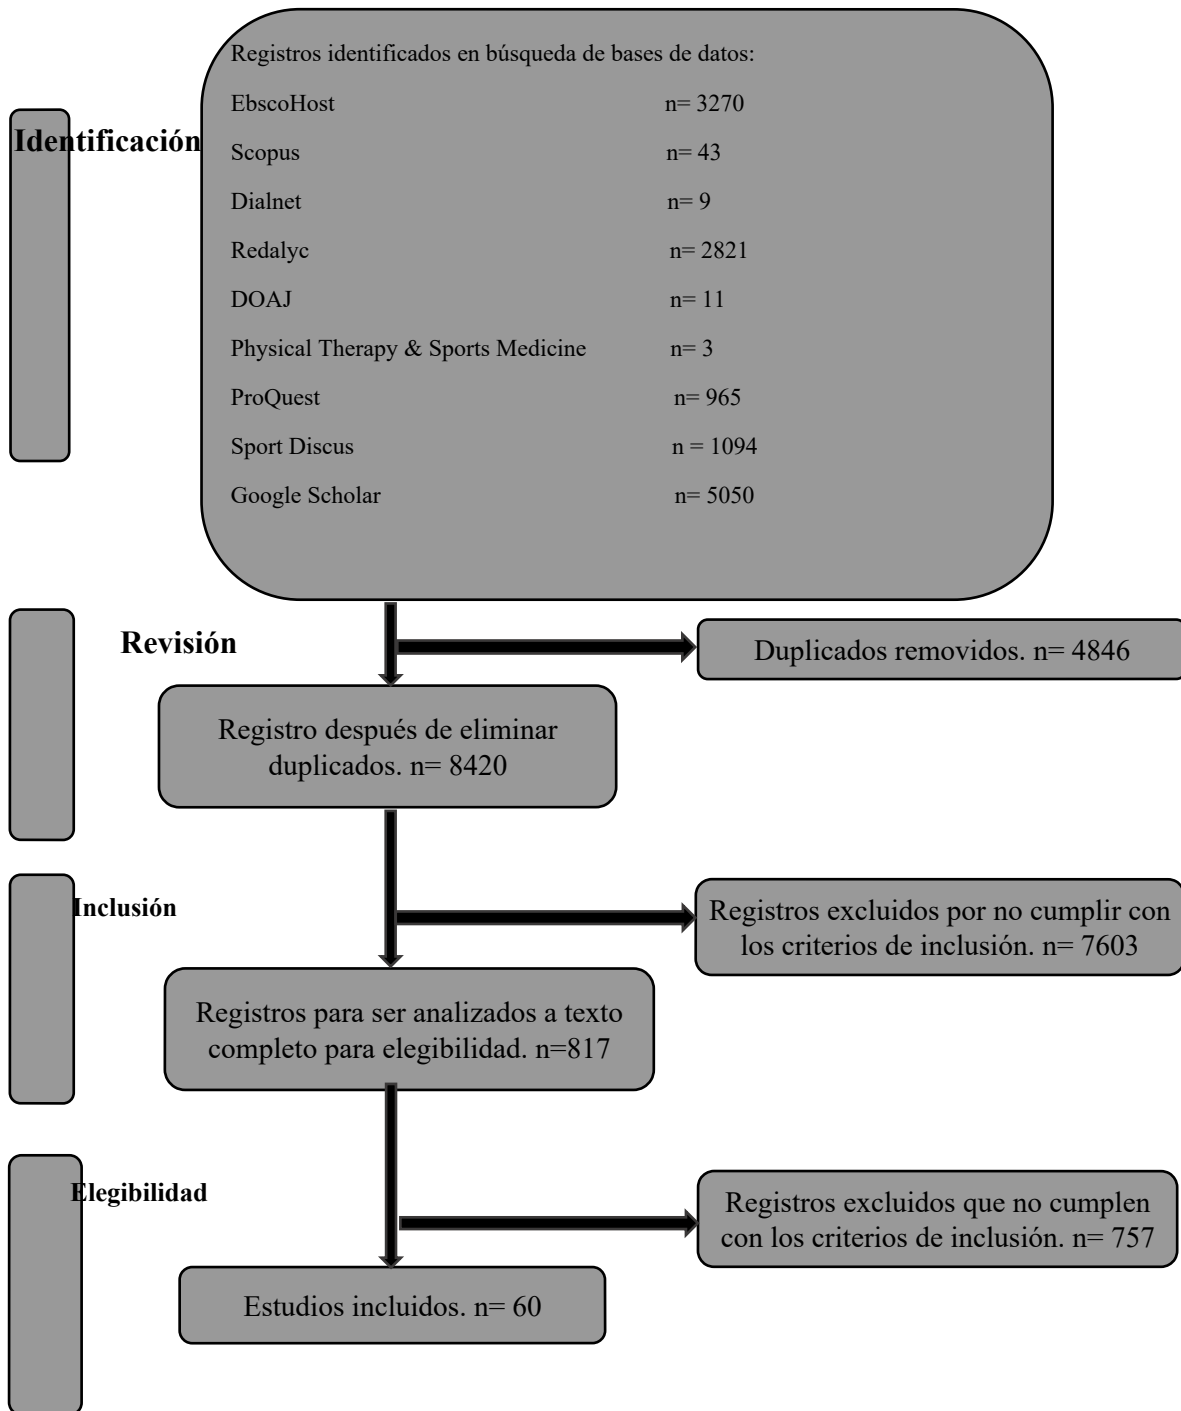 Registros identificados en búsqueda de bases de datos:
EbscoHost n= 3270
Identificación
Scopus n= 43
Dialnet n= 9
Redalyc n= 2821
DOAJ n= 11
Physical Therapy & Sports Medicine n= 3
ProQuest n= 965
Sport Discus n = 1094
Google Scholar n= 5050
Revisión
Duplicados removidos. n= 4846
Registro después de eliminar
duplicados. n= 8420
Inclusión
Registros excluidos por no cumplir con
los criterios de inclusión. n= 7603
Registros para ser analizados a texto
completo para elegibilidad. n=817
Elegibilidad
Registros excluidos que no cumplen
con los criterios de inclusión. n= 757
Estudios incluidos. n= 60